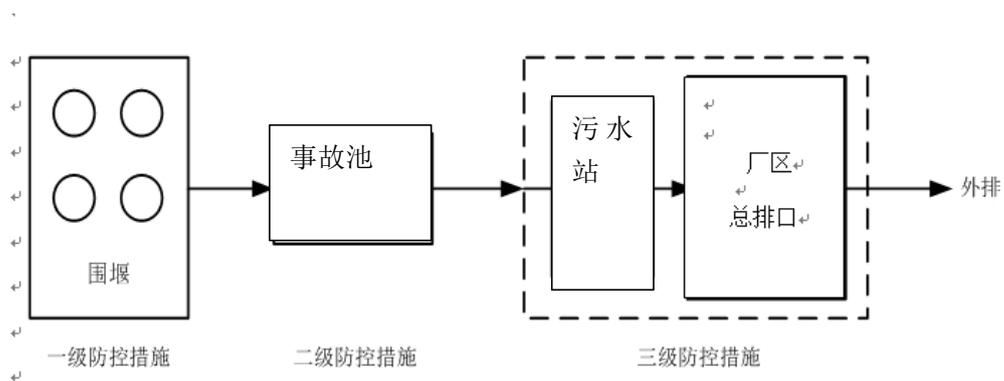 围堰
事故池
污水
站
厂区
总排口
外排
一级防控措施
二级防控措施
三级防控措施